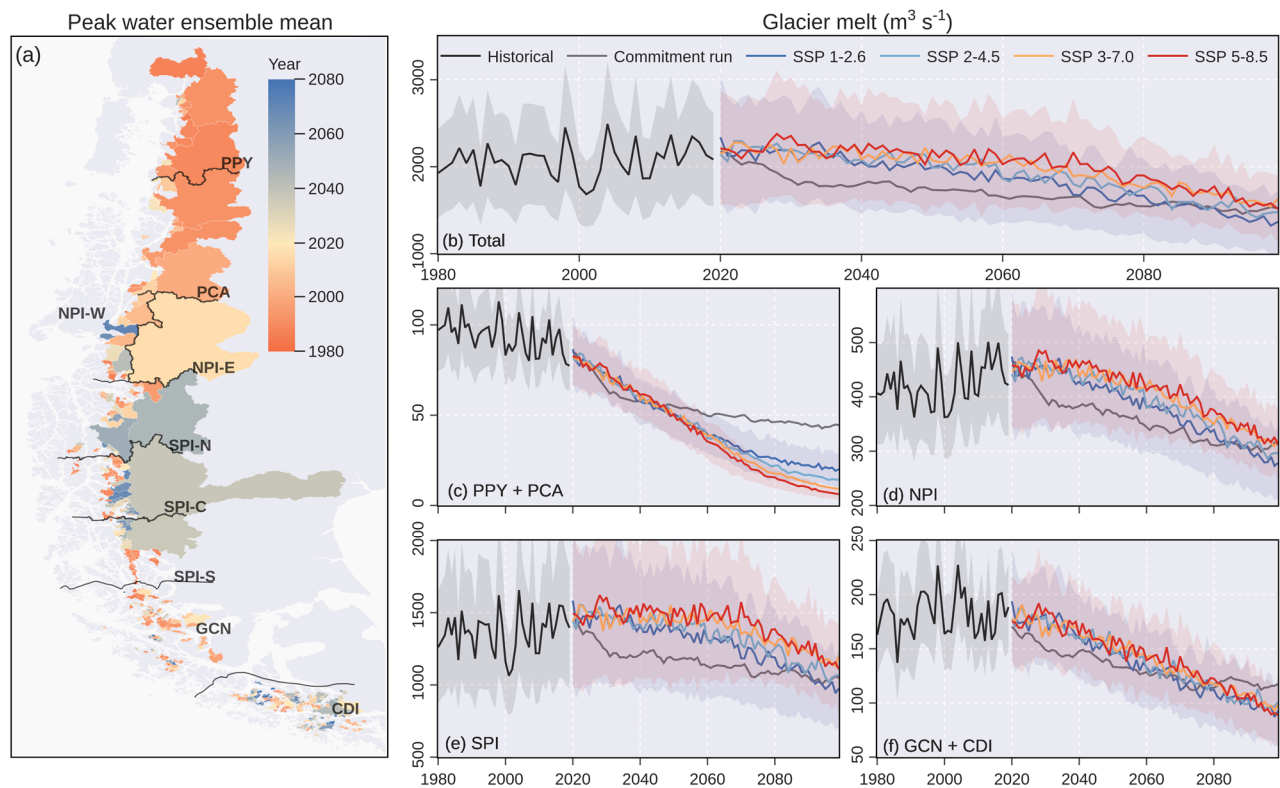 Peak water ensemble mean
Glacier melt (m³ s⁻¹)
(a)
Year
2080
2060
2040
2020
2000
1980
PPY
PCA
NPI-W
NPI-E
SPI-N
SPI-C
SPI-S
GCN
CDI
Historical
Commitment run
SSP 1-2.6
SSP 2-4.5
SSP 3-7.0
SSP 5-8.5
3000
2000
1000
(b) Total
1980
2000
2020
2040
2060
2080
100
50
0
(c) PPY + PCA
500
400
300
200
(d) NPI
2000
1500
1000
500
(e) SPI
1980
2000
2020
2040
2060
2080
250
200
150
100
50
(f) GCN + CDI
1980
2000
2020
2040
2060
2080